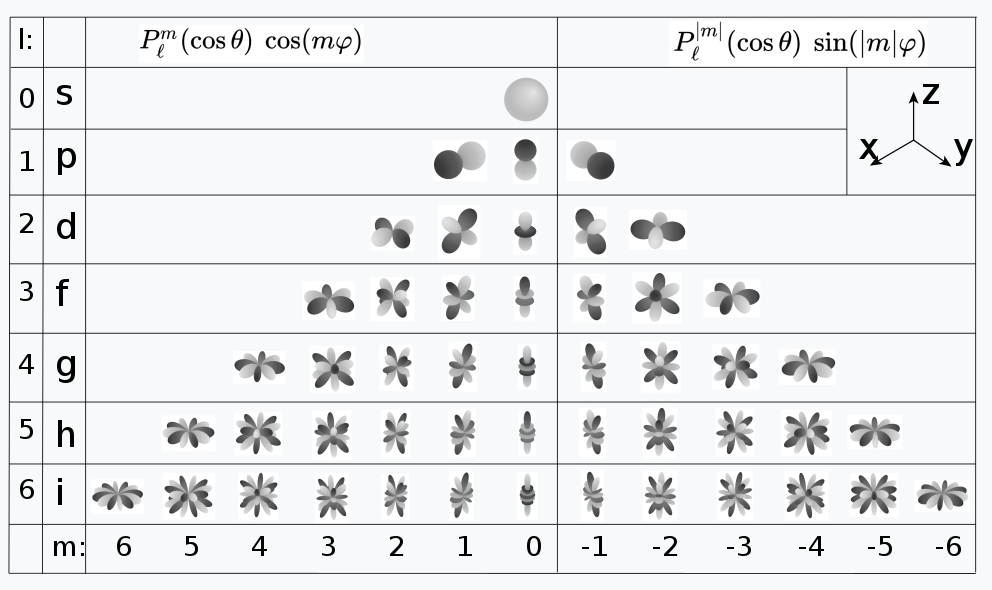 l: P_ℓ^m(cos θ) cos(mφ) P_ℓ^{|m|}(cos θ) sin(|m|φ)
0 s
z
x y
1 p
2 d
3 f
4 g
5 h
6 i
m: 6 5 4 3 2 1 0 -1 -2 -3 -4 -5 -6